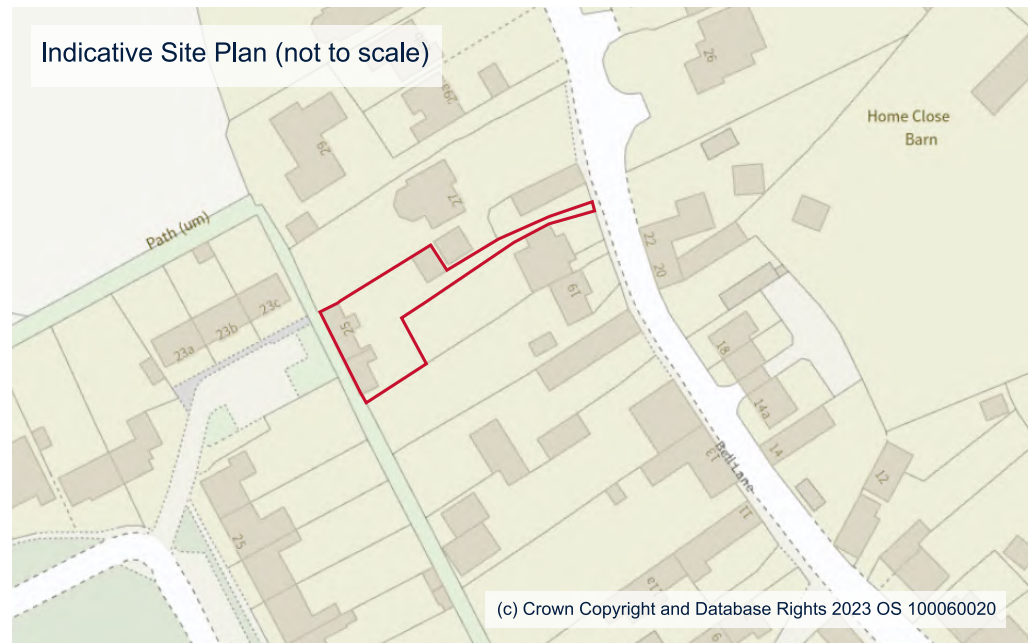 Indicative Site Plan (not to scale)
26
29a
29
Home Close
Barn
27
Path (um)
22
20
19
23c
23b
23a
25
18
14a
14
13
Bell Lane
12
25
11
(c) Crown Copyright and Database Rights 2023 OS 100060020
9